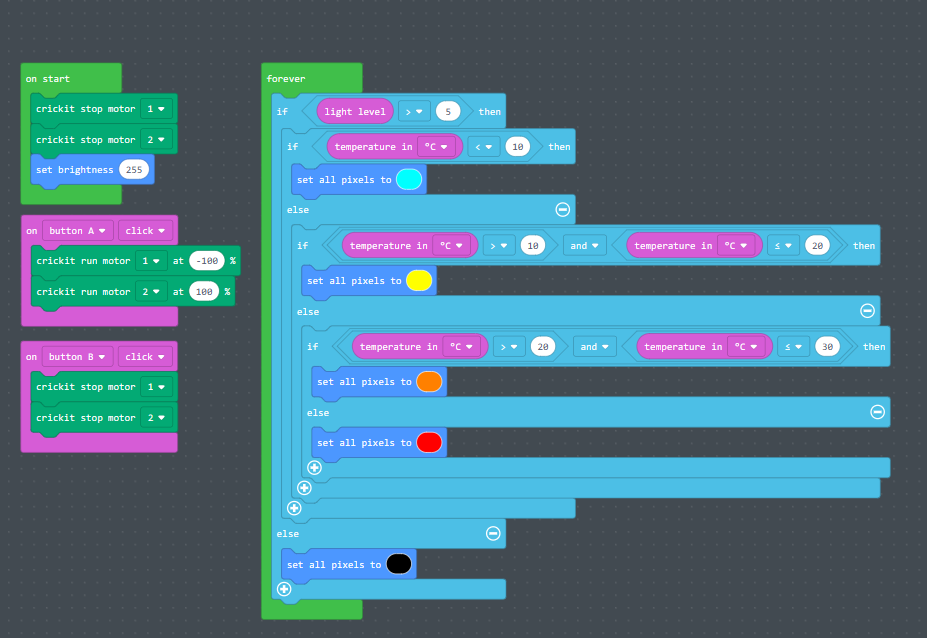 on start
crickit stop motor 1
crickit stop motor 2
set brightness 255
on button A click
crickit run motor 1 at -100 %
crickit run motor 2 at 100 %
on button B click
crickit stop motor 1
crickit stop motor 2
forever
if light level > 5 then
if temperature in °C < 10 then
set all pixels to
else
if temperature in °C > 10 and temperature in °C ≤ 20 then
set all pixels to
else
if temperature in °C > 20 and temperature in °C ≤ 30 then
set all pixels to
else
set all pixels to
else
set all pixels to